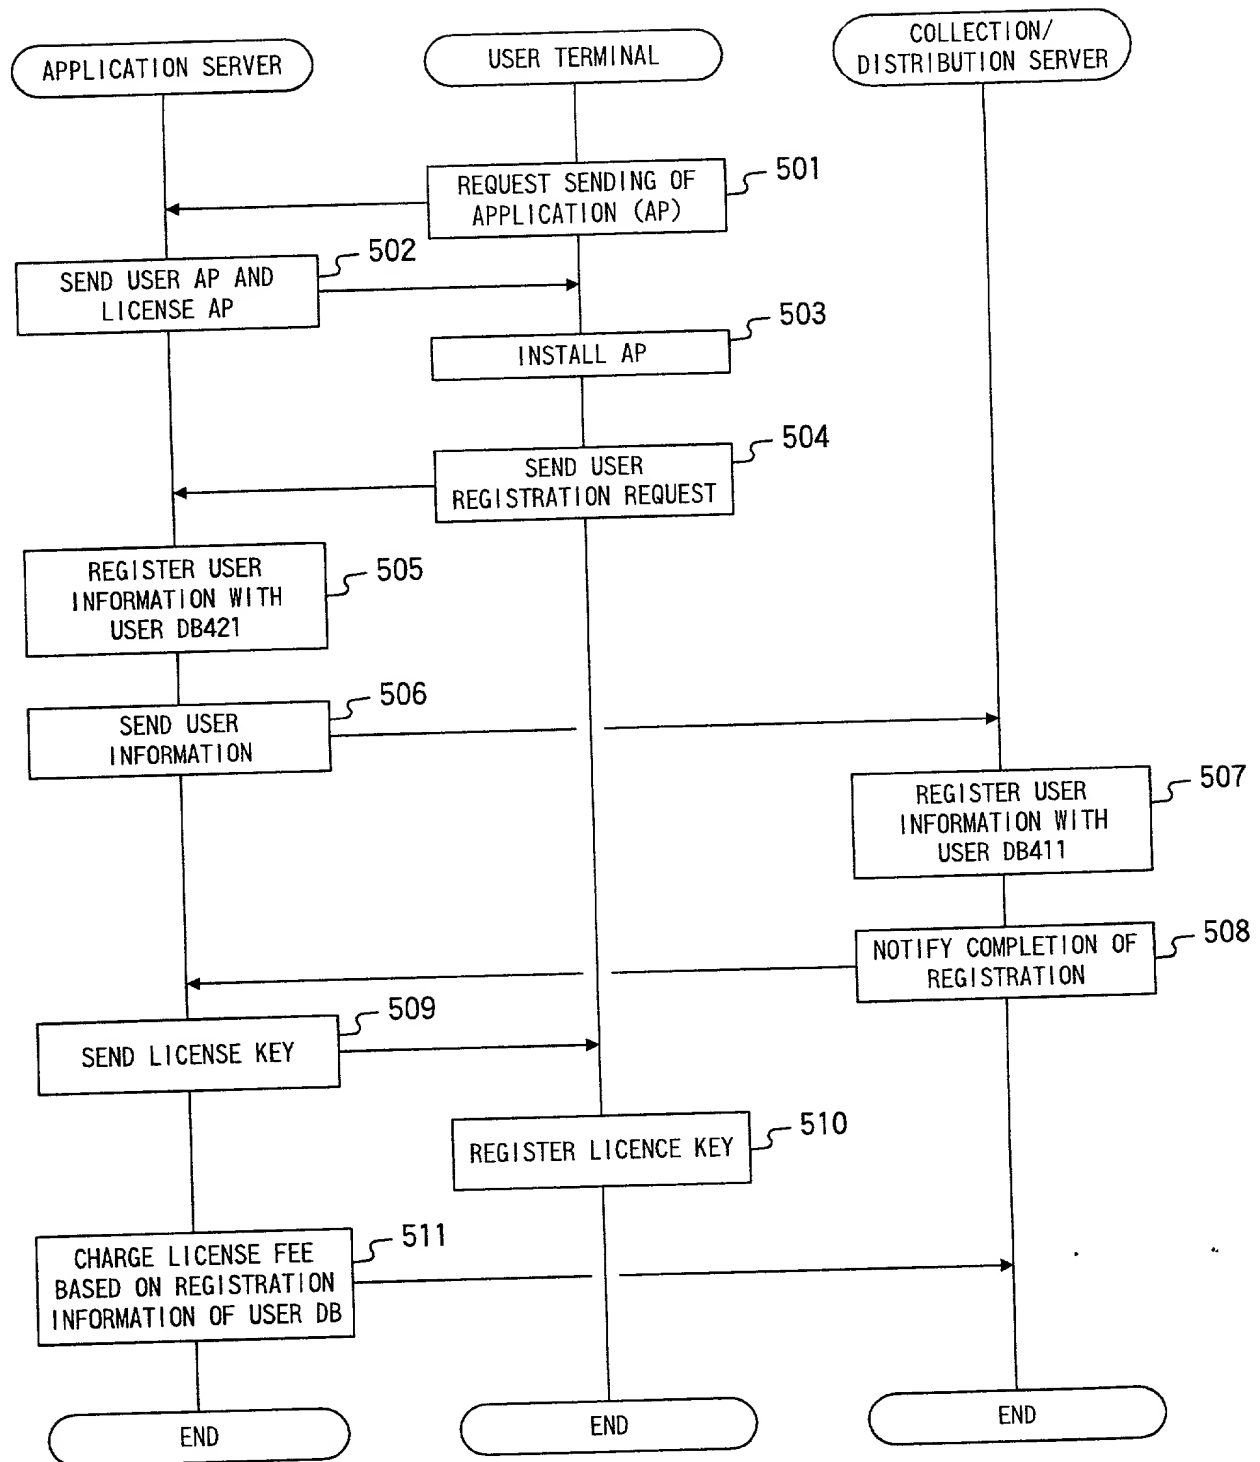 APPLICATION SERVER
USER TERMINAL
COLLECTION/
DISTRIBUTION SERVER
REQUEST SENDING OF
APPLICATION (AP)
501
SEND USER AP AND
LICENSE AP
502
INSTALL AP
503
SEND USER
REGISTRATION REQUEST
504
REGISTER USER
INFORMATION WITH
USER DB421
505
SEND USER
INFORMATION
506
REGISTER USER
INFORMATION WITH
USER DB411
507
NOTIFY COMPLETION OF
REGISTRATION
508
SEND LICENSE KEY
509
REGISTER LICENCE KEY
510
CHARGE LICENSE FEE
BASED ON REGISTRATION
INFORMATION OF USER DB
511
END
END
END